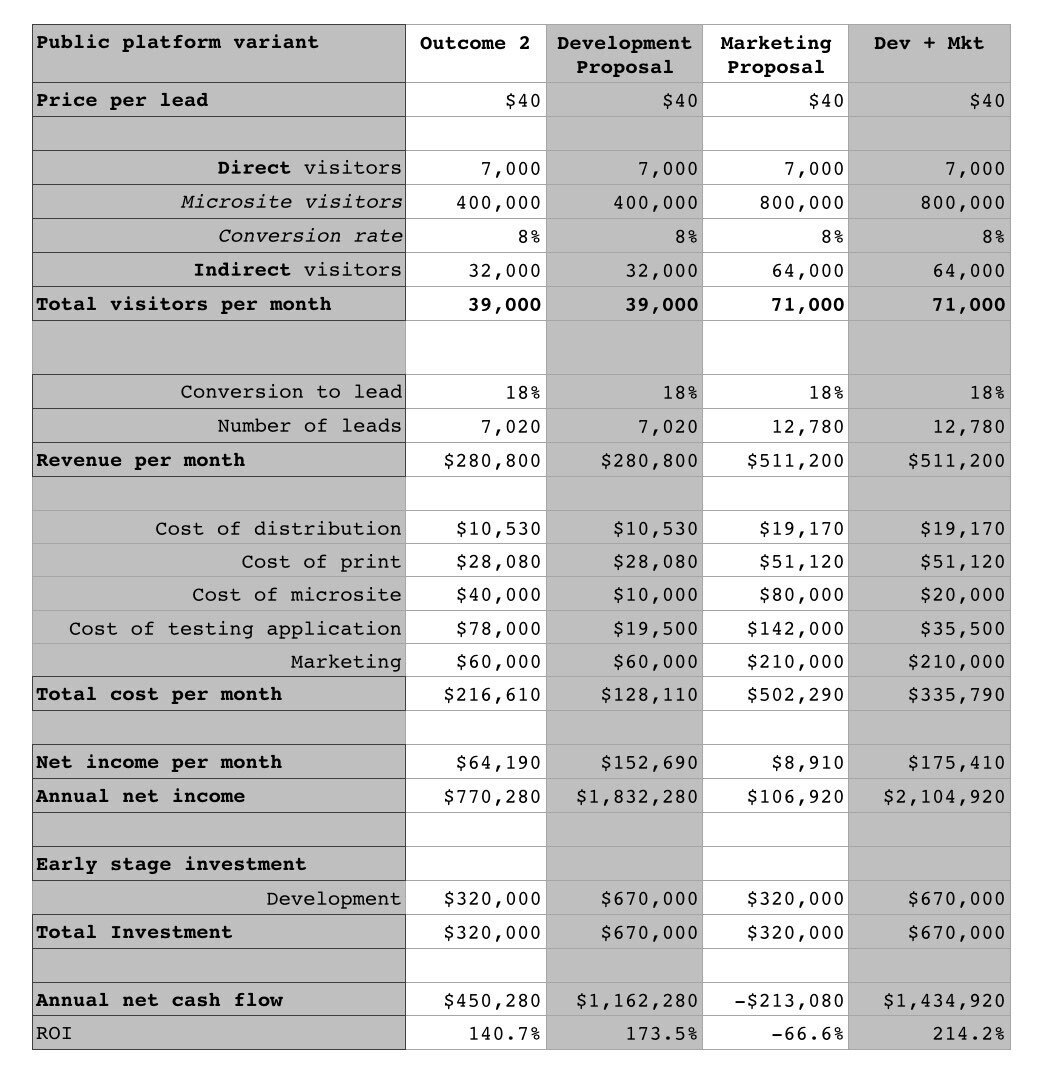 Public platform variant Outcome 2 Development Proposal Marketing Proposal Dev + Mkt
Price per lead $40 $40 $40 $40
Direct visitors 7,000 7,000 7,000 7,000
Microsite visitors 400,000 400,000 800,000 800,000
Conversion rate 8% 8% 8% 8%
Indirect visitors 32,000 32,000 64,000 64,000
Total visitors per month 39,000 39,000 71,000 71,000
Conversion to lead 18% 18% 18% 18%
Number of leads 7,020 7,020 12,780 12,780
Revenue per month $280,800 $280,800 $511,200 $511,200
Cost of distribution $10,530 $10,530 $19,170 $19,170
Cost of print $28,080 $28,080 $51,120 $51,120
Cost of microsite $40,000 $10,000 $80,000 $20,000
Cost of testing application $78,000 $19,500 $142,000 $35,500
Marketing $60,000 $60,000 $210,000 $210,000
Total cost per month $216,610 $128,110 $502,290 $335,790
Net income per month $64,190 $152,690 $8,910 $175,410
Annual net income $770,280 $1,832,280 $106,920 $2,104,920
Early stage investment
Development $320,000 $670,000 $320,000 $670,000
Total Investment $320,000 $670,000 $320,000 $670,000
Annual net cash flow $450,280 $1,162,280 -$213,080 $1,434,920
ROI 140.7% 173.5% -66.6% 214.2%